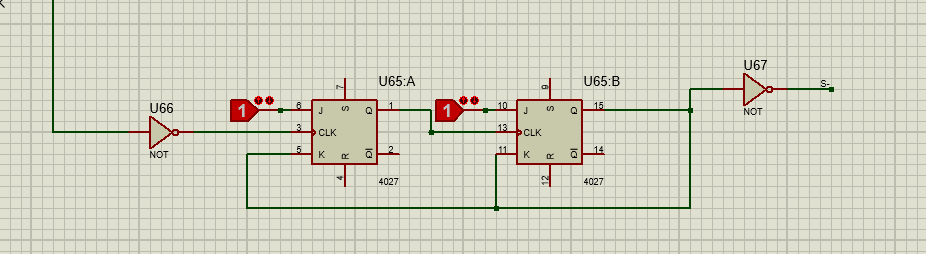 U66
NOT
1
6
3
5
J
CLK
K
S
R
Q
Q
7
4
1
2
U65:A
4027
1
10
13
11
J
CLK
K
S
R
Q
Q
9
12
15
14
U65:B
4027
U67
NOT
S-